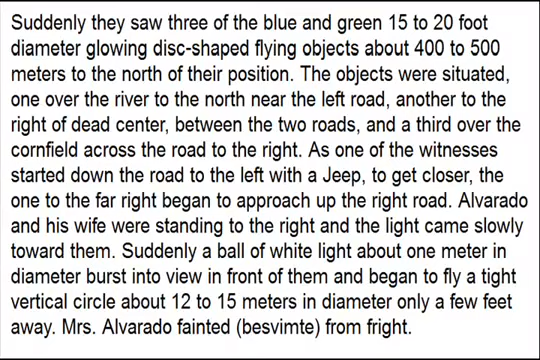 Suddenly they saw three of the blue and green 15 to 20 foot
diameter glowing disc-shaped flying objects about 400 to 500
meters to the north of their position. The objects were situated,
one over the river to the north near the left road, another to the
right of dead center, between the two roads, and a third over the
cornfield across the road to the right. As one of the witnesses
started down the road to the left with a Jeep, to get closer, the
one to the far right began to approach up the right road. Alvarado
and his wife were standing to the right and the light came slowly
toward them. Suddenly a ball of white light about one meter in
diameter burst into view in front of them and began to fly a tight
vertical circle about 12 to 15 meters in diameter only a few feet
away. Mrs. Alvarado fainted (besvimte) from fright.